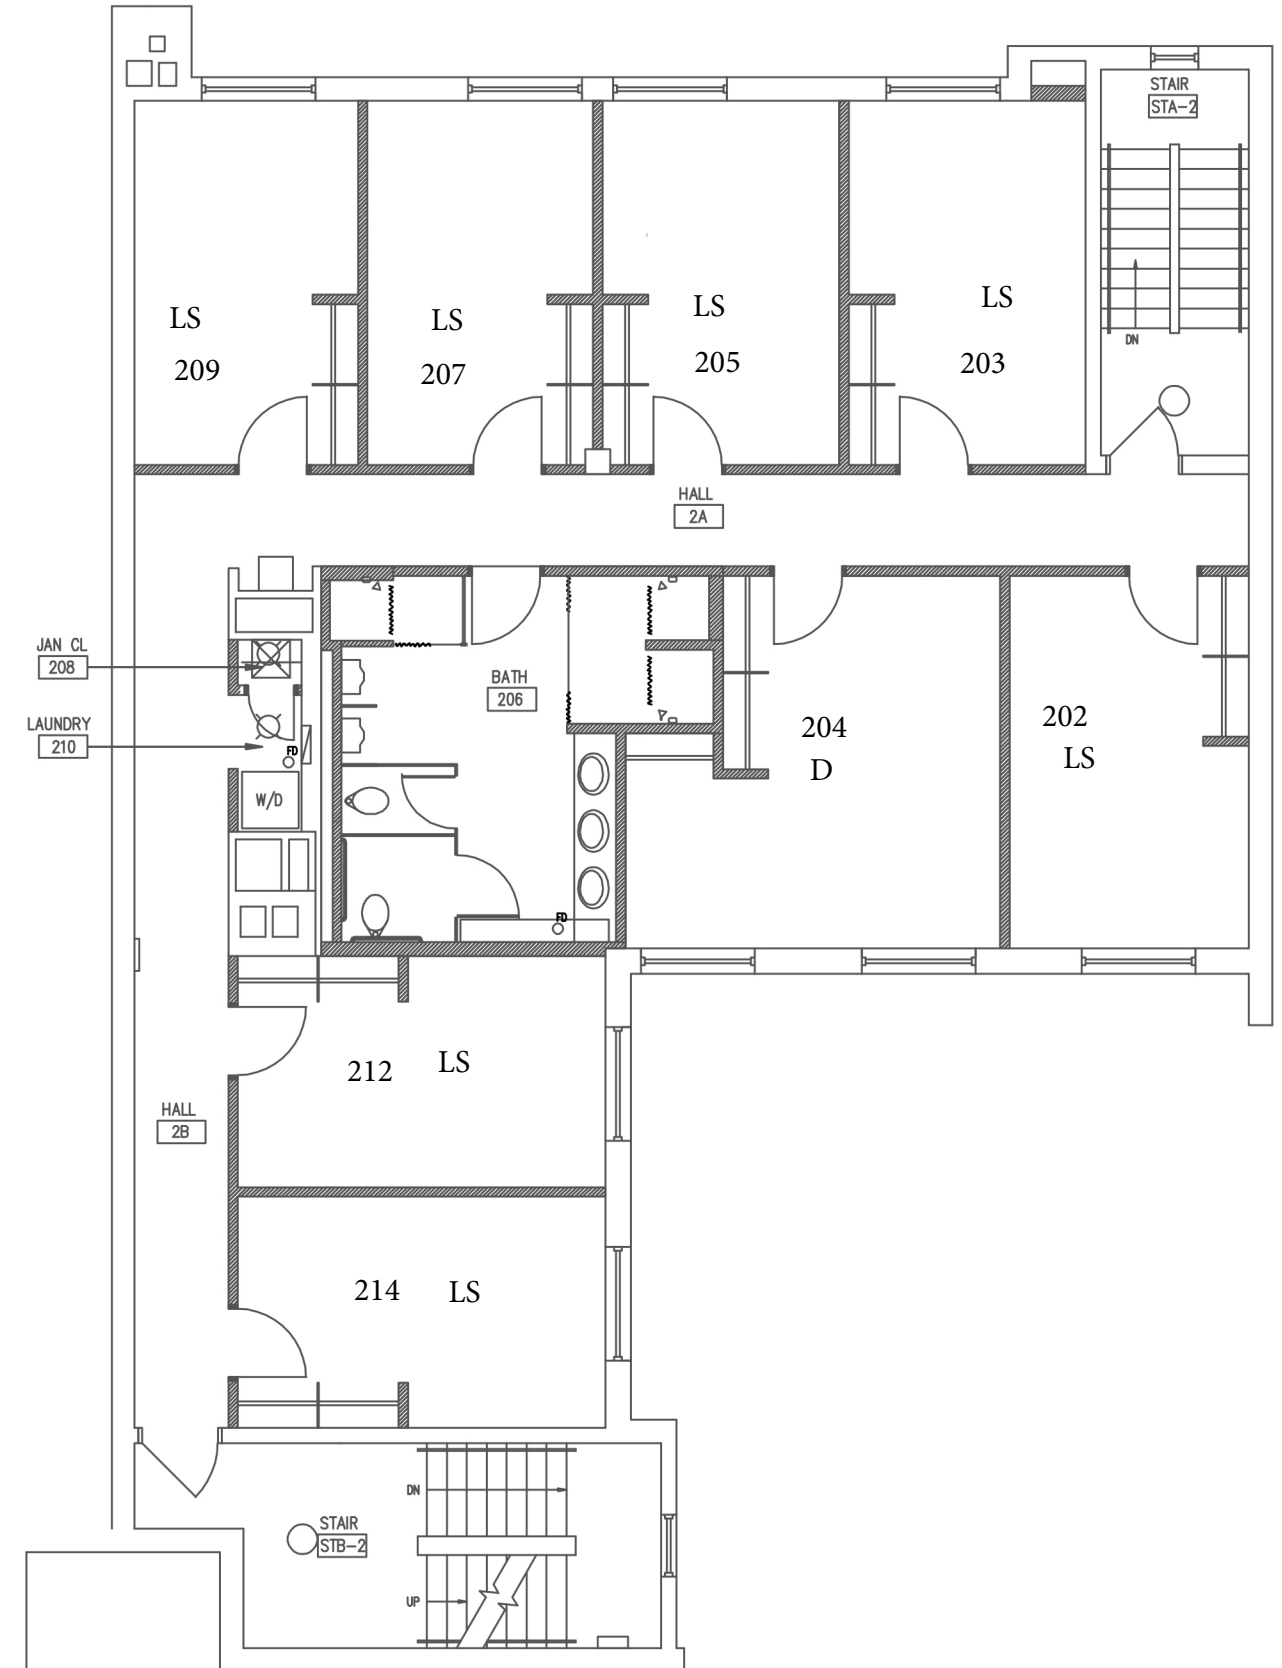 STAIR
STA-2
DN
LS
209
LS
207
LS
205
LS
203
HALL
2A
JAN CL
208
LAUNDRY
210
FD
W/D
BATH
206
FD
204
D
202
LS
212 LS
HALL
2B
214 LS
DN
STAIR
STB-2
UP